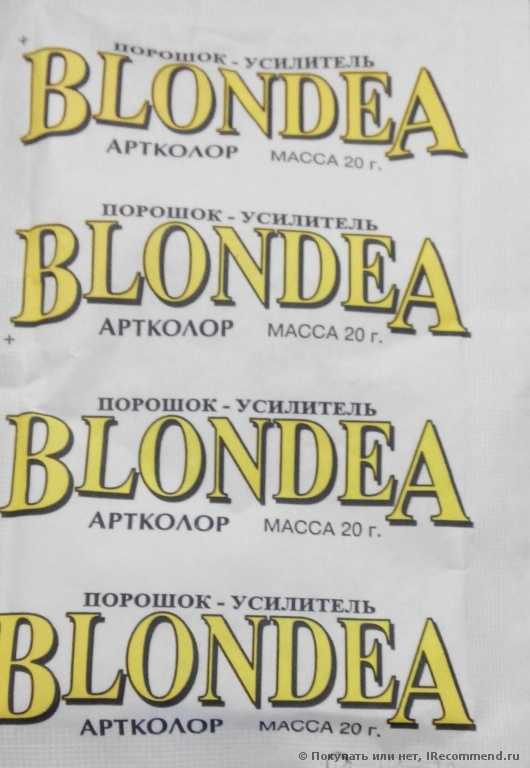 ПОРОШОК - УСИЛИТЕЛЬ
BLONDEA
АРТКОЛОР МАССА 20 г.
ПОРОШОК - УСИЛИТЕЛЬ
BLONDEA
АРТКОЛОР МАССА 20 г.
ПОРОШОК - УСИЛИТЕЛЬ
BLONDEA
АРТКОЛОР МАССА 20 г.
ПОРОШОК - УСИЛИТЕЛЬ
BLONDEA
АРТКОЛОР МАССА 20 г.
© Покупать или нет, IRecommend.ru